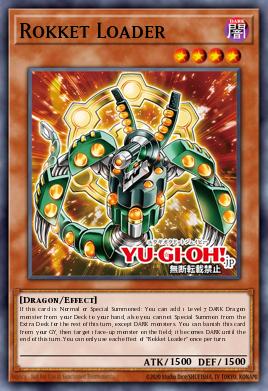 Rokket Loader
DARK
闇
YU-GI-OH!
jp
無断転載禁止
[Dragon/Effect]
If this card is Normal or Special Summoned: You can add 1 Level 7 DARK Dragon
monster from your Deck to your hand, also you cannot Special Summon from the
Extra Deck for the rest of this turn, except DARK monsters. You can banish this card
from your GY, then target 1 face-up monster on the field; it becomes DARK until the
end of this turn. You can only use each effect of "Rokket Loader" once per turn.
ATK/1500 DEF/1500